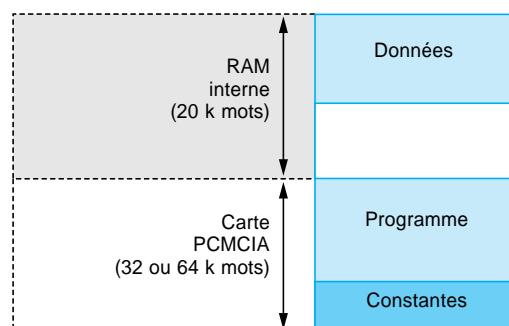 Données
RAM
interne
(20 k mots)
Carte
PCMCIA
(32 ou 64 k mots)
Programme
Constantes